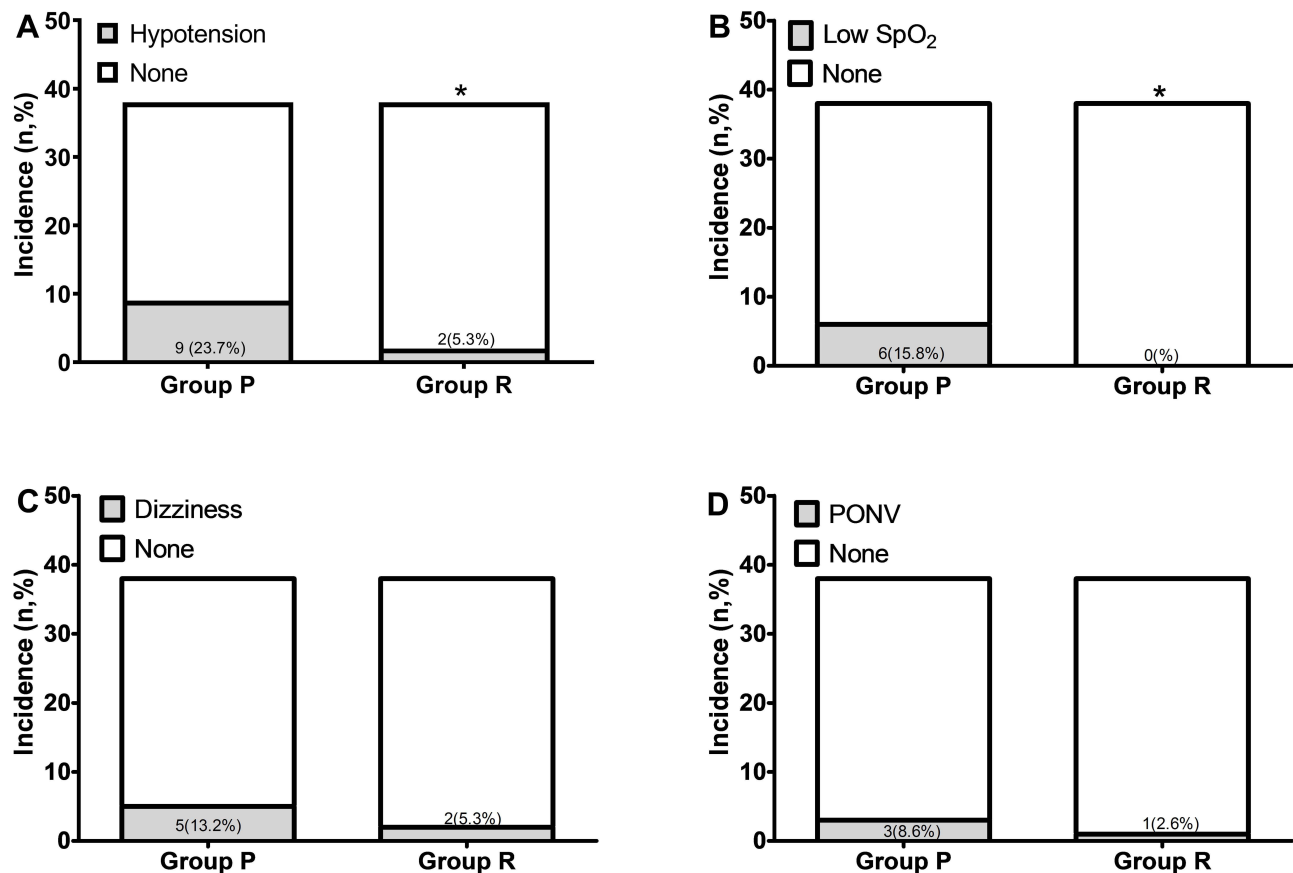 A
Hypotension
None
*
Incidence (n,%)
50
40
30
20
10
0
9 (23.7%)
2(5.3%)
Group P
Group R
B
Low SpO₂
None
*
Incidence (n,%)
50
40
30
20
10
0
6(15.8%)
0(%)
Group P
Group R
C
Dizziness
None
Incidence (n,%)
50
40
30
20
10
0
5(13.2%)
2(5.3%)
Group P
Group R
D
PONV
None
Incidence (n,%)
50
40
30
20
10
0
3(8.6%)
1(2.6%)
Group P
Group R